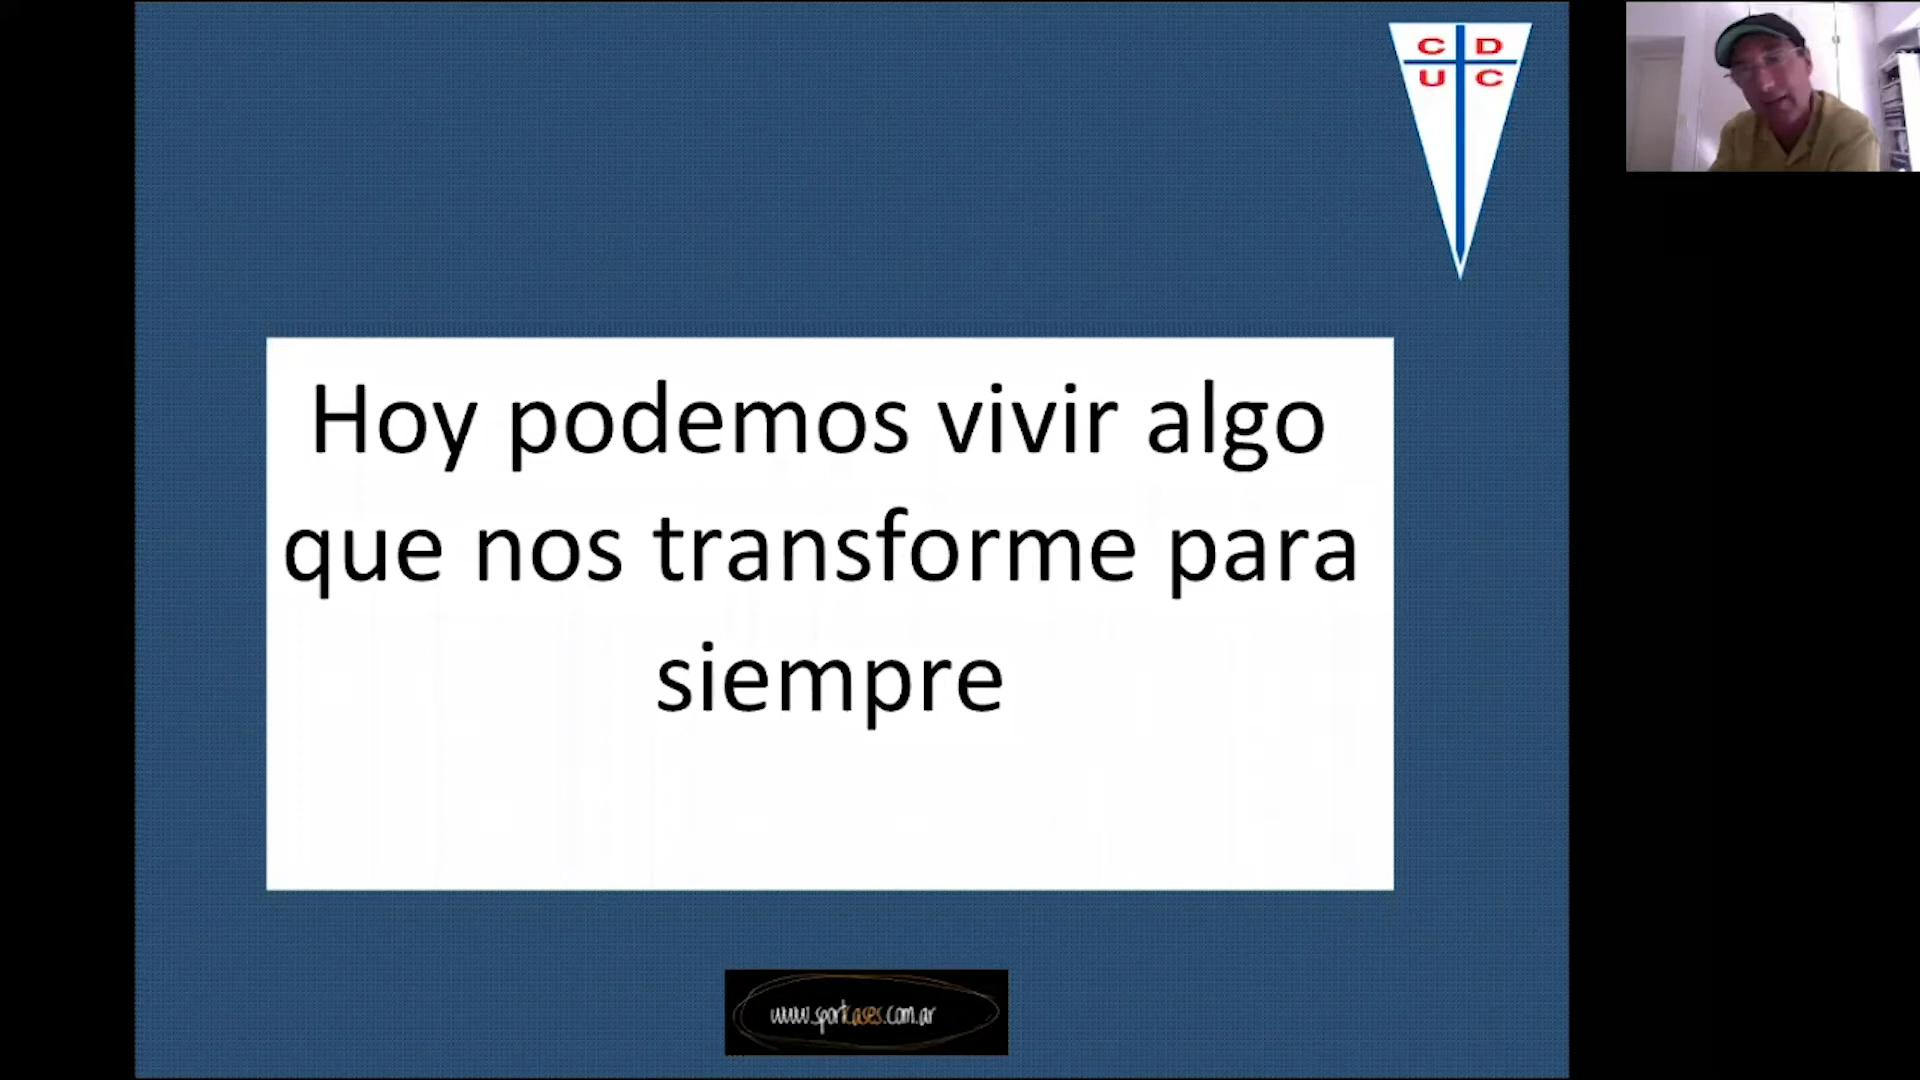 C D
U C
Hoy podemos vivir algo
que nos transforme para
siempre
www.sportcases.com.ar